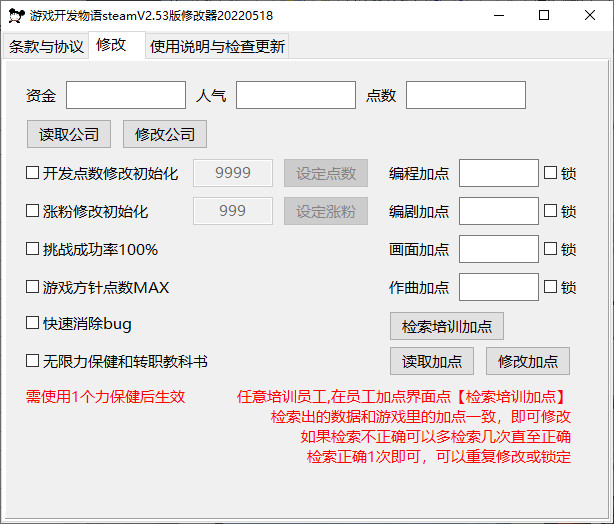 游戏开发物语steamV2.53版修改器20220518
条款与协议 修改 使用说明与检查更新
资金 人气 点数
读取公司 修改公司
开发点数修改初始化 9999 设定点数 编程加点 锁
涨粉修改初始化 999 设定涨粉 编剧加点 锁
挑战成功率100% 画面加点 锁
游戏方针点数MAX 作曲加点 锁
快速消除bug 检索培训加点
无限力保健和转职教科书 读取加点 修改加点
需使用1个力保健后生效 任意培训员工,在员工加点界面点【检索培训加点】
检索出的数据和游戏里的加点一致，即可修改
如果检索不正确可以多检索几次直至正确
检索正确1次即可，可以重复修改或锁定